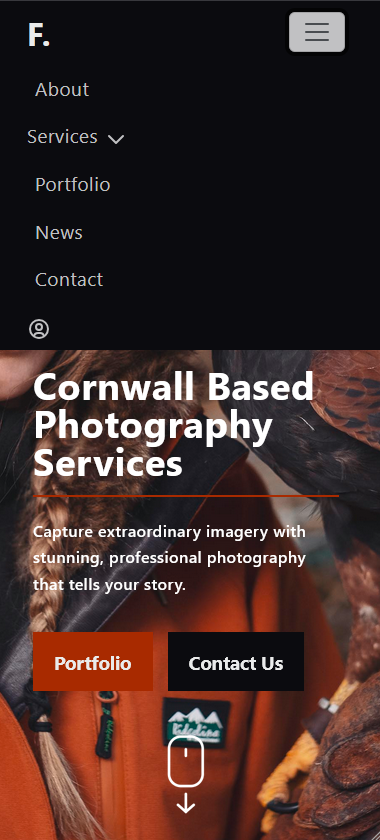 F.
About
Services
Portfolio
News
Contact
Cornwall Based
Photography
Services
Capture extraordinary imagery with
stunning, professional photography
that tells your story.
Portfolio
Contact Us